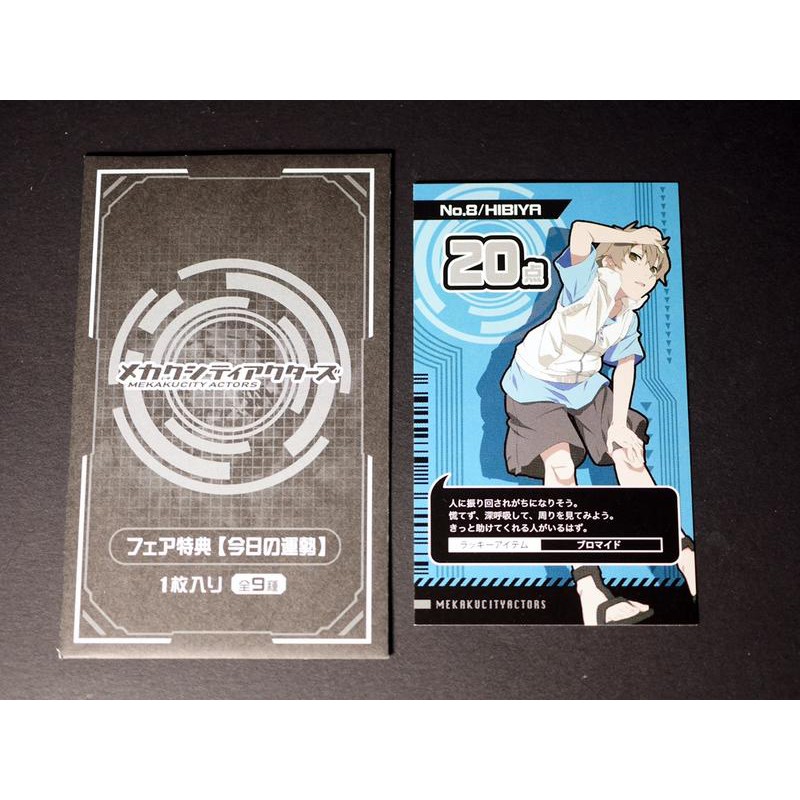 メカクシティアクターズ
MEKAKUCITY ACTORS
フェア特典【今日の運勢】
1枚入り 全9種
No.8/HIBIYA
20点
人に振り回されがちになりそう。
慌てず、深呼吸して、周りを見てみよう。
きっと助けてくれる人がいるはず。
ラッキーアイテム ブロマイド
MEKAKUCITYACTORS